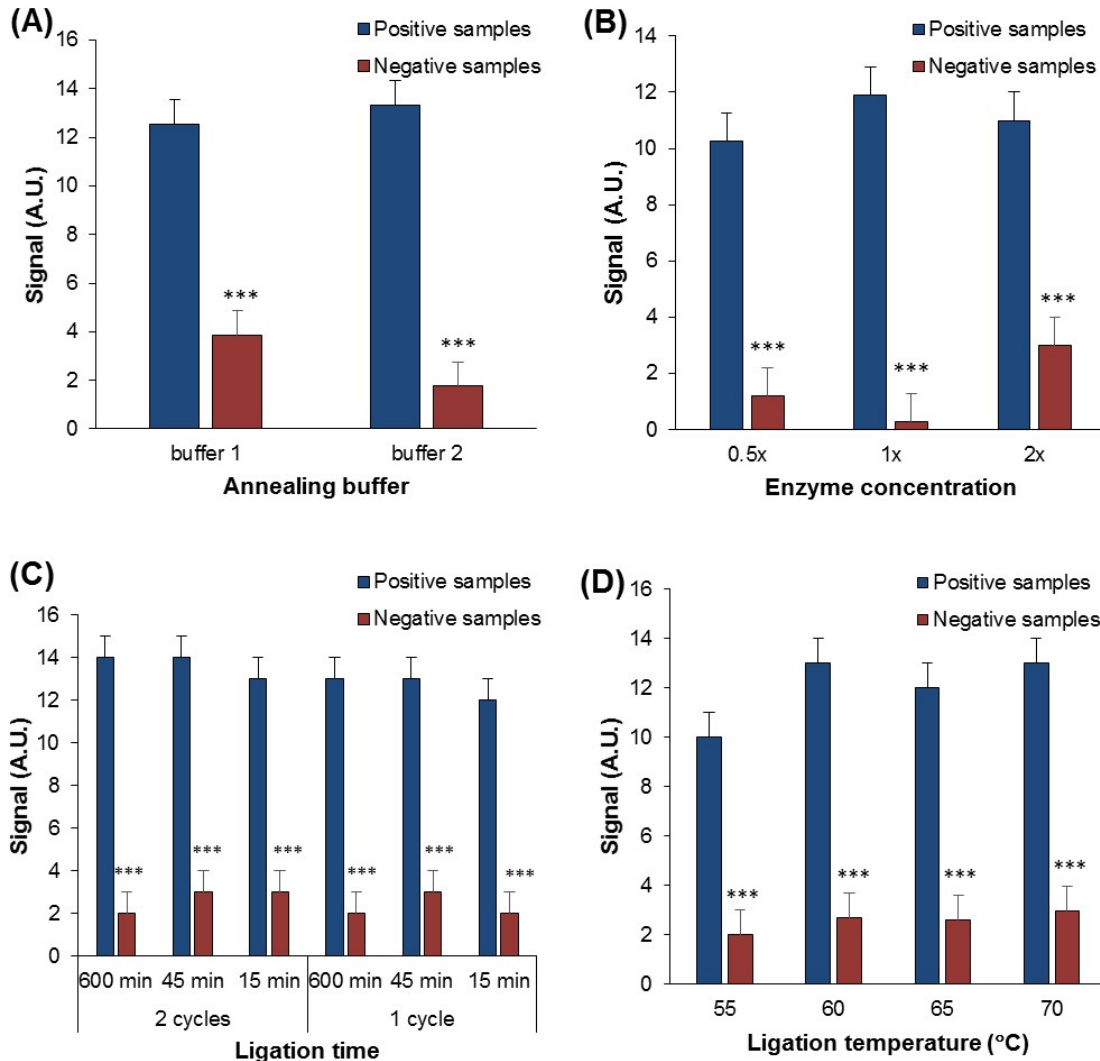 (A)
Positive samples
Negative samples
Signal (A.U.)
16
14
12
10
8
6
4
2
0
***
***
buffer 1 buffer 2
Annealing buffer
(B)
Positive samples
Negative samples
Signal (A.U.)
14
12
10
8
6
4
2
0
***
***
***
0.5x 1x 2x
Enzyme concentration
(C)
Positive samples
Negative samples
Signal (A.U.)
16
14
12
10
8
6
4
2
0
*** *** *** *** *** ***
600 min 45 min 15 min 600 min 45 min 15 min
2 cycles 1 cycle
Ligation time
(D)
Positive samples
Negative samples
Signal (A.U.)
16
14
12
10
8
6
4
2
0
*** *** *** ***
55 60 65 70
Ligation temperature (°C)